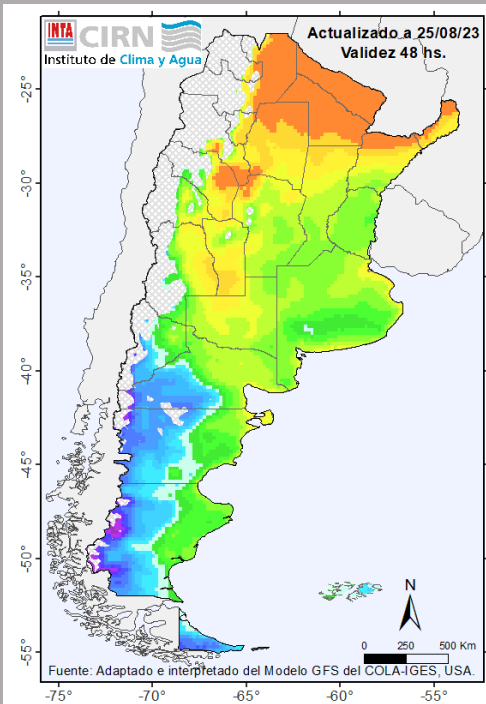 INTA CIRN
Instituto de Clima y Agua
Actualizado a 25/08/23
Validez 48 hs.
-25°
-30°
-35°
-40°
-45°
-50°
-55°
N
0 250 500 Km
Fuente: Adaptado e interpretado del Modelo GFS del COLA-IGES, USA.
-75° -70° -65° -60° -55°